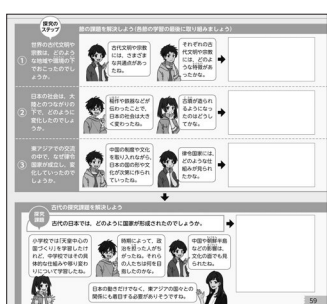 探究の
ステップ
節の課題を解決しよう(各節の学習の最後に取り組みましょう)
①
世界の古代文明や
宗教は、どのよう
な地域や環境の下
でおこったのでし
ょうか。
古代文明や宗教
には、さまざま
な共通点があっ
たね。
それぞれの古
代文明や宗教
には、どのよ
うな特徴があ
ったかな。
②
日本の社会は、大
陸とのつながりの
下で、どのように
変化したのでしょ
うか。
稲作や鉄器などが
伝わったことで、
日本の社会は大き
く変わったね。
古墳が造られ
るようになっ
たのはどうし
てかな。
③
東アジアでの交流
の中で、なぜ律令
国家が成立し、変
化していったので
しょうか。
中国の制度や文化
を取り入れながら、
日本の国の形や文
化が次第に作られ
ていったね。
律令国家に
は、どのような仕
組みが見られ
たかな。
古代の探究課題を解決しよう
探究
課題
古代の日本では、どのように国家が形成されたのでしょうか。
小学校では「天皇中心の
国づくり」を学習したけ
れど、中学校ではその具
体的な仕組みや移り変わ
りについて学習したね。
時期によって、政
治を担った人がち
がったね。それら
の人たちは何を目
指したのかな。
中国や朝鮮半島
などの影響は、
文化の面でも見
られたね。
日本の動きだけでなく、東アジアの国々との
関係にも着目する必要がありそうですね。
59